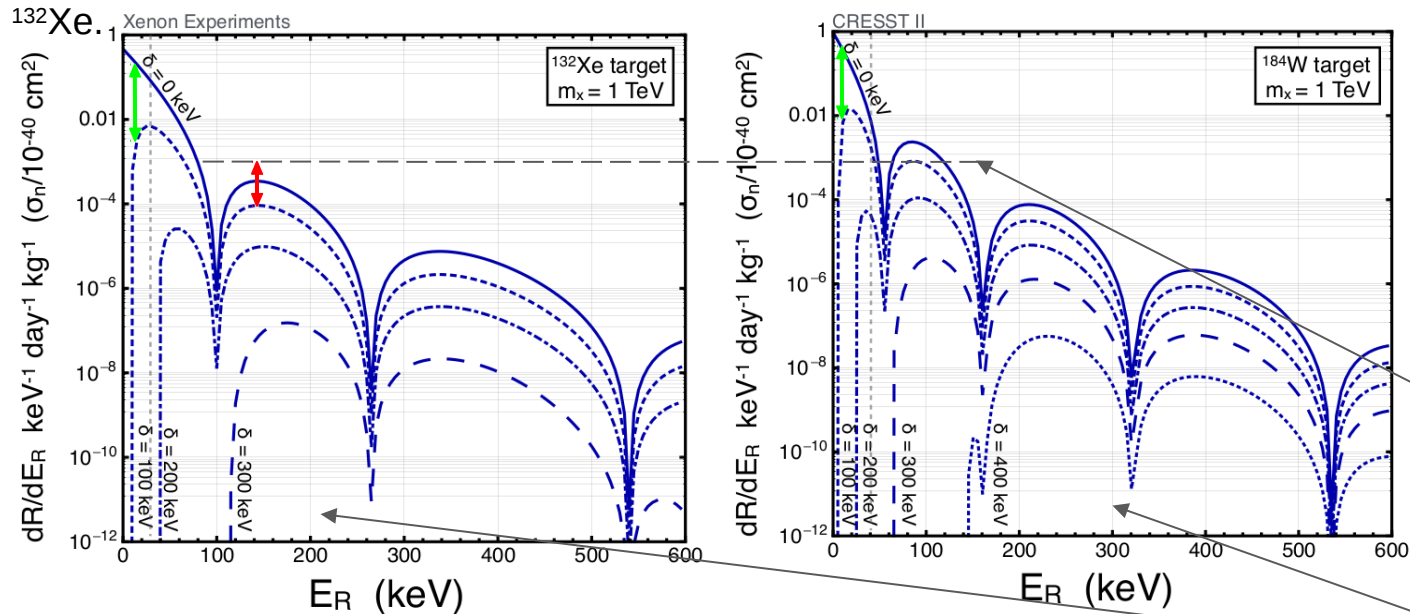 ¹³²Xe.
Xenon Experiments
¹³²Xe target
mₓ = 1 TeV
δ = 0 keV
δ = 100 keV
δ = 200 keV
δ = 300 keV
1
0.01
10⁻⁴
10⁻⁶
10⁻⁸
10⁻¹⁰
10⁻¹²
0 100 200 300 400 500 600
dR/dE_R keV⁻¹ day⁻¹ kg⁻¹ (σₙ/10⁻⁴⁰ cm²)
E_R (keV)
CRESST II
¹⁸⁴W target
mₓ = 1 TeV
δ = 0 keV
δ = 100 keV
δ = 200 keV
δ = 300 keV
δ = 400 keV
1
0.01
10⁻⁴
10⁻⁶
10⁻⁸
10⁻¹⁰
10⁻¹²
0 100 200 300 400 500 600
dR/dE_R keV⁻¹ day⁻¹ kg⁻¹ (σₙ/10⁻⁴⁰ cm²)
E_R (keV)